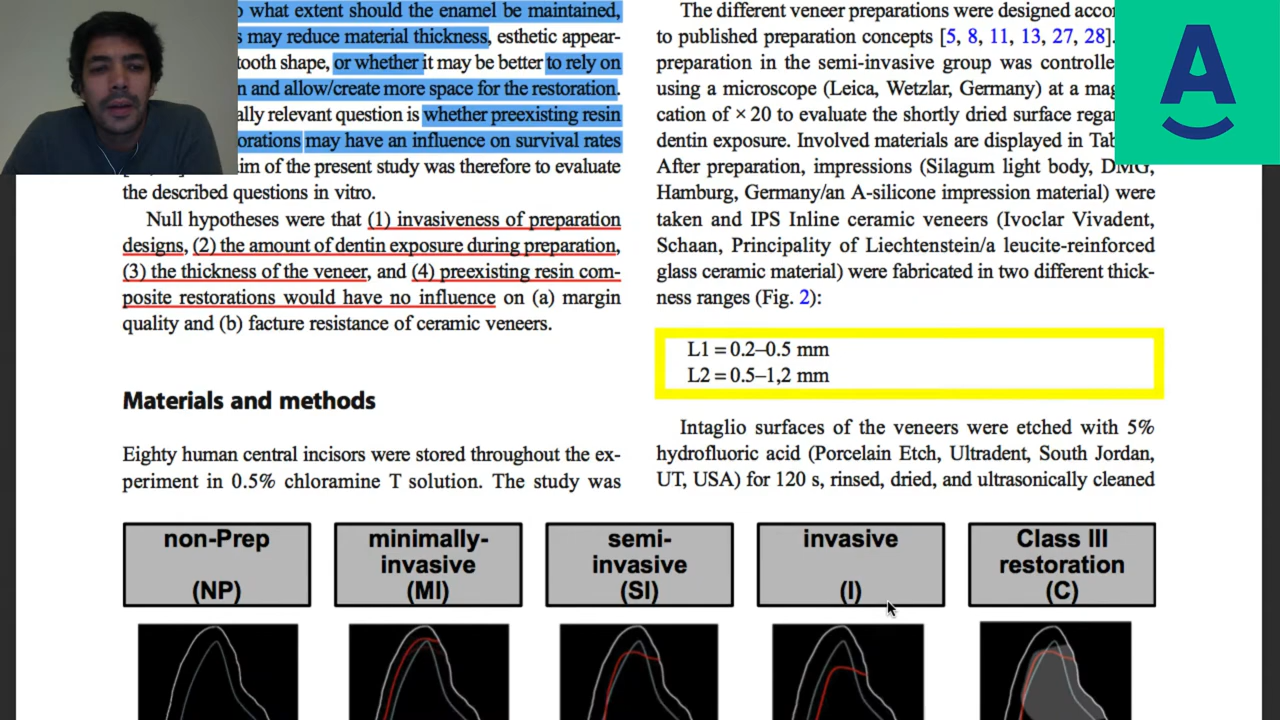 o what extent should the enamel be maintained,
s may reduce material thickness, esthetic appear-
tooth shape, or whether it may be better to rely on
n and allow/create more space for the restoration.
ally relevant question is whether preexisting resin
orations may have an influence on survival rates
im of the present study was therefore to evaluate
the described questions in vitro.
Null hypotheses were that (1) invasiveness of preparation
designs, (2) the amount of dentin exposure during preparation,
(3) the thickness of the veneer, and (4) preexisting resin com-
posite restorations would have no influence on (a) margin
quality and (b) facture resistance of ceramic veneers.
Materials and methods
Eighty human central incisors were stored throughout the ex-
periment in 0.5% chloramine T solution. The study was
The different veneer preparations were designed accor
to published preparation concepts [5, 8, 11, 13, 27, 28].
preparation in the semi-invasive group was controlle
using a microscope (Leica, Wetzlar, Germany) at a mag
cation of × 20 to evaluate the shortly dried surface regar
dentin exposure. Involved materials are displayed in Tab
After preparation, impressions (Silagum light body, DMG,
Hamburg, Germany/an A-silicone impression material) were
taken and IPS Inline ceramic veneers (Ivoclar Vivadent,
Schaan, Principality of Liechtenstein/a leucite-reinforced
glass ceramic material) were fabricated in two different thick-
ness ranges (Fig. 2):
L1 = 0.2–0.5 mm
L2 = 0.5–1,2 mm
Intaglio surfaces of the veneers were etched with 5%
hydrofluoric acid (Porcelain Etch, Ultradent, South Jordan,
UT, USA) for 120 s, rinsed, dried, and ultrasonically cleaned
non-Prep
(NP)
minimally-
invasive
(MI)
semi-
invasive
(SI)
invasive
(I)
Class III
restoration
(C)
A